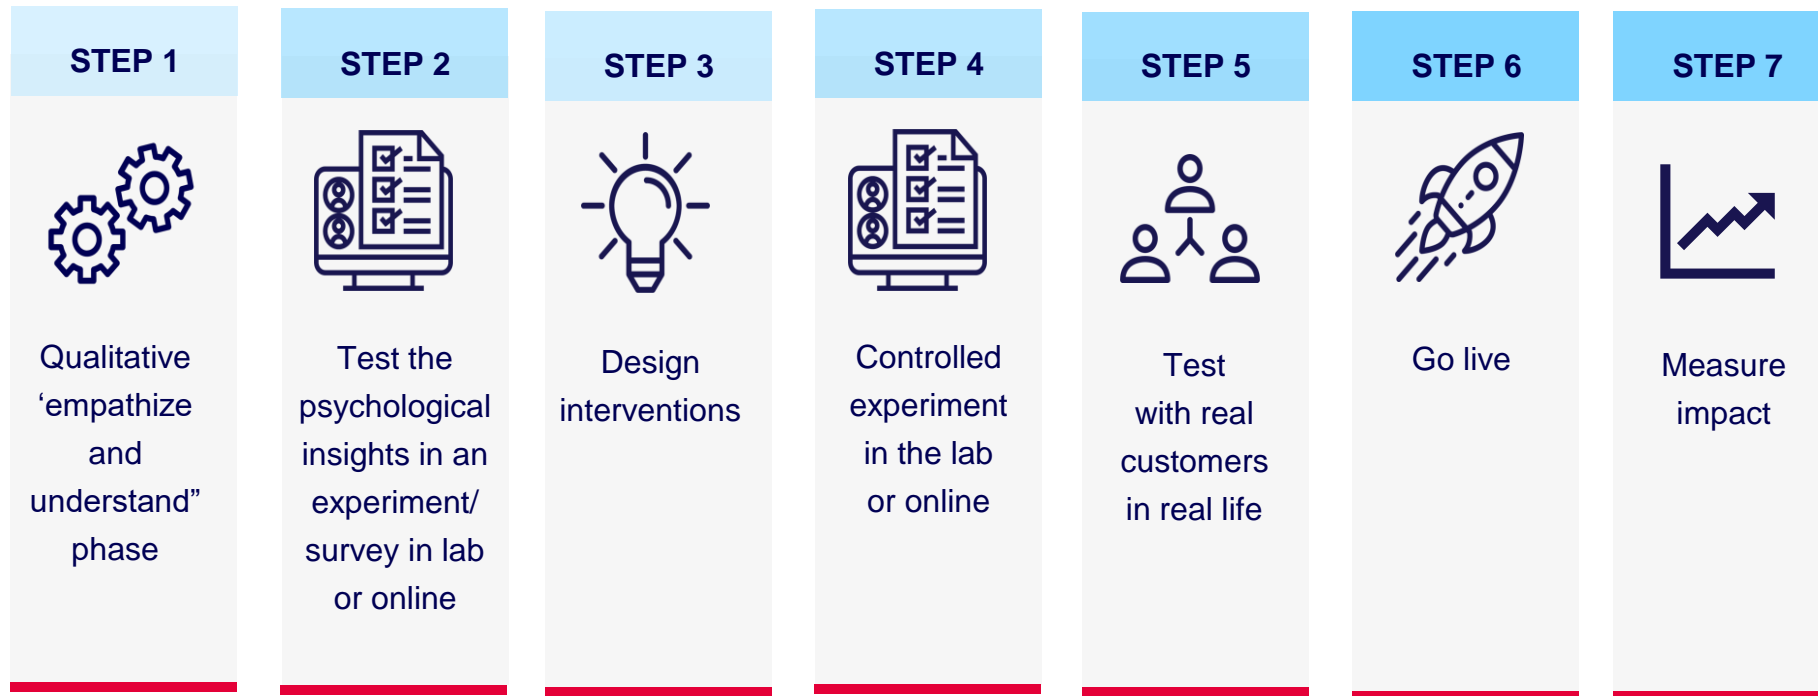 STEP 1
Qualitative
‘empathize
and
understand”
phase
STEP 2
Test the
psychological
insights in an
experiment/
survey in lab
or online
STEP 3
Design
interventions
STEP 4
Controlled
experiment
in the lab
or online
STEP 5
Test
with real
customers
in real life
STEP 6
Go live
STEP 7
Measure
impact